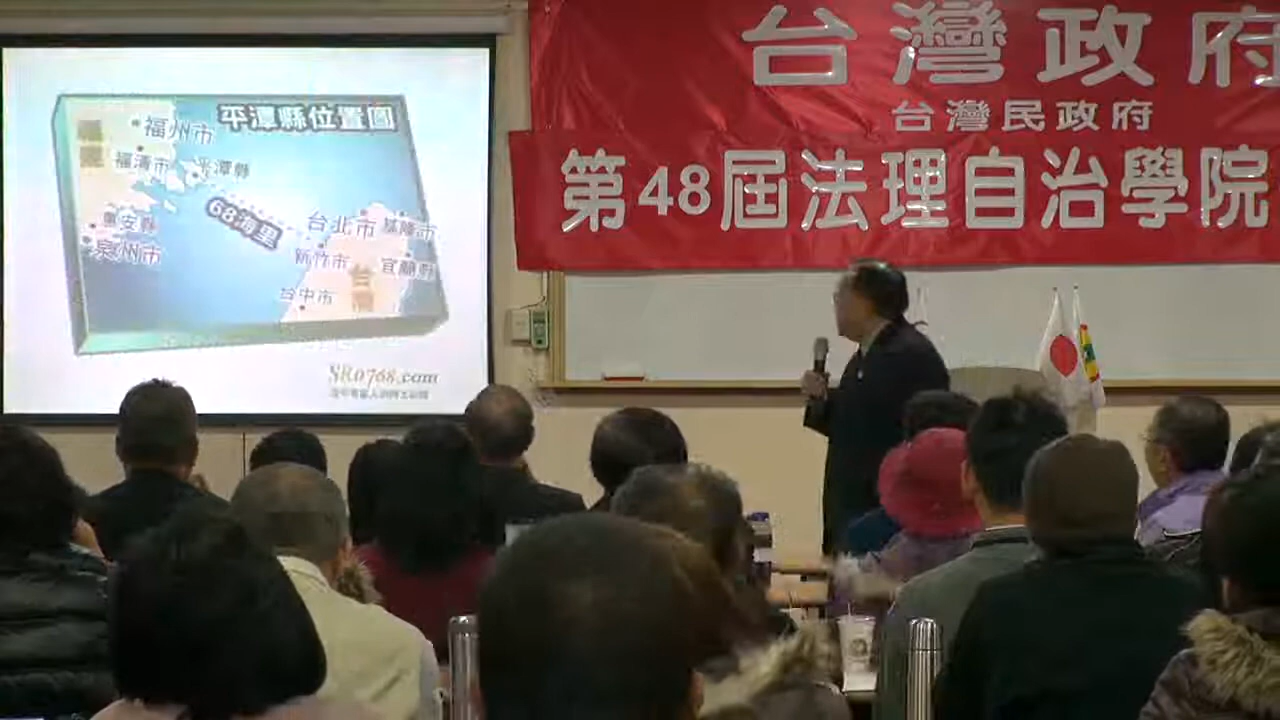 平潭縣位置圖
福州市
福清市
平潭縣
68海里
惠安縣
泉州市
台北市
基隆市
新竹市
宜蘭縣
台中市
台灣
SR0768.com
台灣政府
台灣民政府
第48屆法理自治學院